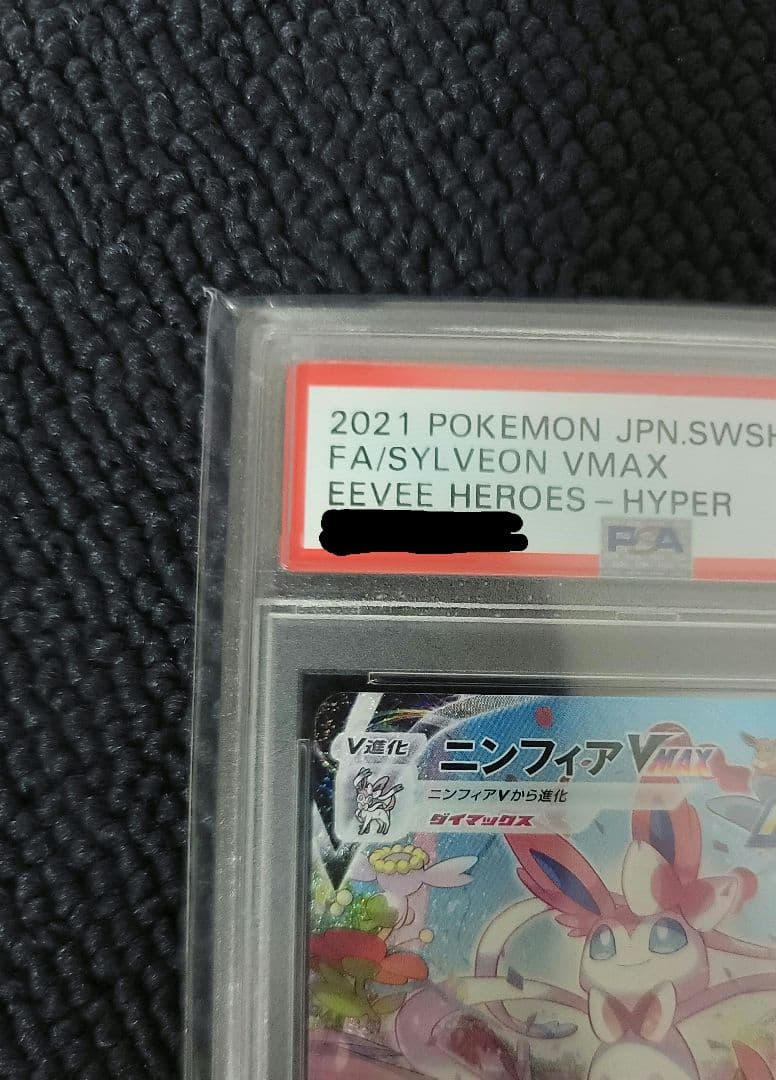 2021 POKEMON JPN.SWSH
FA/SYLVEON VMAX
EEVEE HEROES – HYPER
PSA
V進化
ニンフィアVMAX
ニンフィアVから進化
ダイマックス